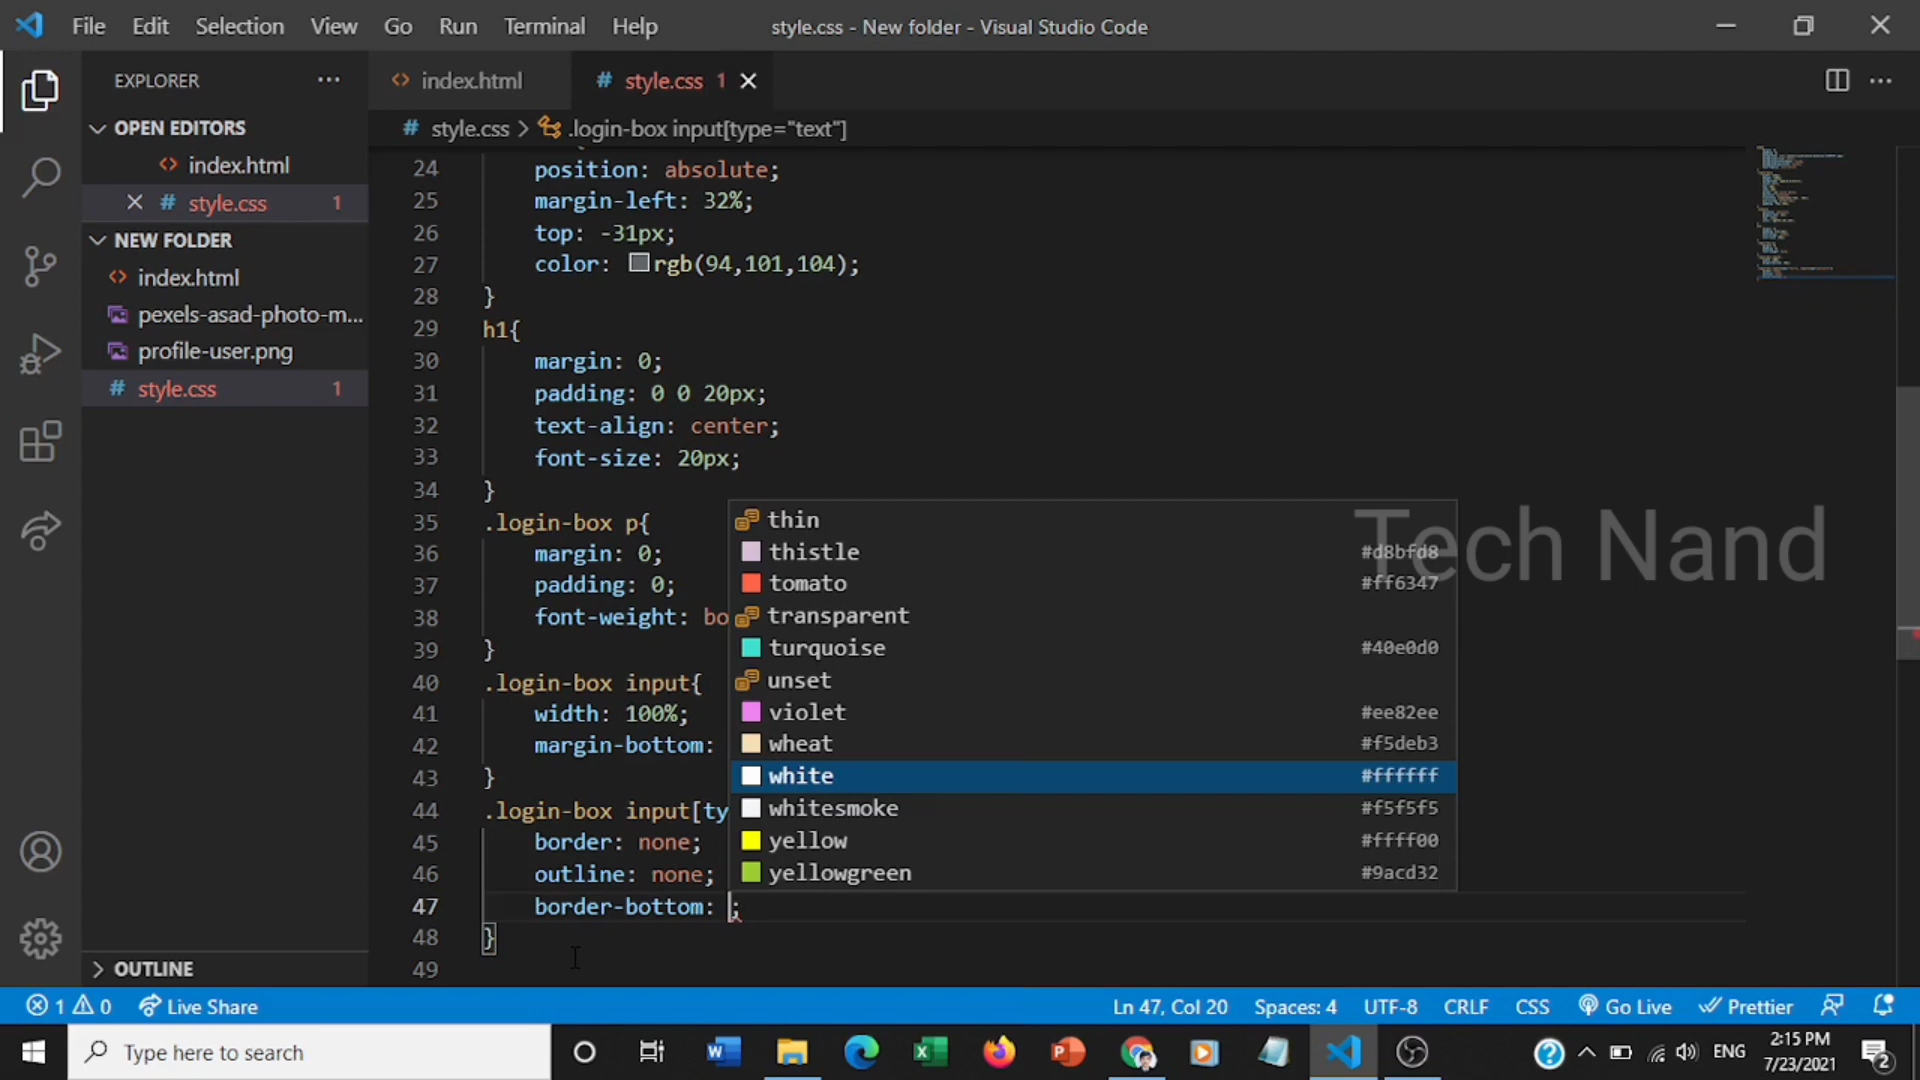 File Edit Selection View Go Run Terminal Help
style.css - New folder - Visual Studio Code
EXPLORER
OPEN EDITORS
index.html
style.css 1
NEW FOLDER
index.html
pexels-asad-photo-m...
profile-user.png
style.css 1
OUTLINE
index.html
style.css 1
style.css > .login-box input[type="text"]
24 position: absolute;
25 margin-left: 32%;
26 top: -31px;
27 color: rgb(94,101,104);
28 }
29 h1{
30 margin: 0;
31 padding: 0 0 20px;
32 text-align: center;
33 font-size: 20px;
34 }
35 .login-box p{
36 margin: 0;
37 padding: 0;
38 font-weight: bo
39 }
40 .login-box input{
41 width: 100%;
42 margin-bottom:
43 }
44 .login-box input[ty
45 border: none;
46 outline: none;
47 border-bottom: ;
48 }
49
thin
thistle #d8bfd8
tomato #ff6347
transparent
turquoise #40e0d0
unset
violet #ee82ee
wheat #f5deb3
white #ffffff
whitesmoke #f5f5f5
yellow #ffff00
yellowgreen #9acd32
Tech Nand
1 0 Live Share
Ln 47, Col 20 Spaces: 4 UTF-8 CRLF CSS Go Live Prettier
Type here to search
ENG
2:15 PM
7/23/2021
2